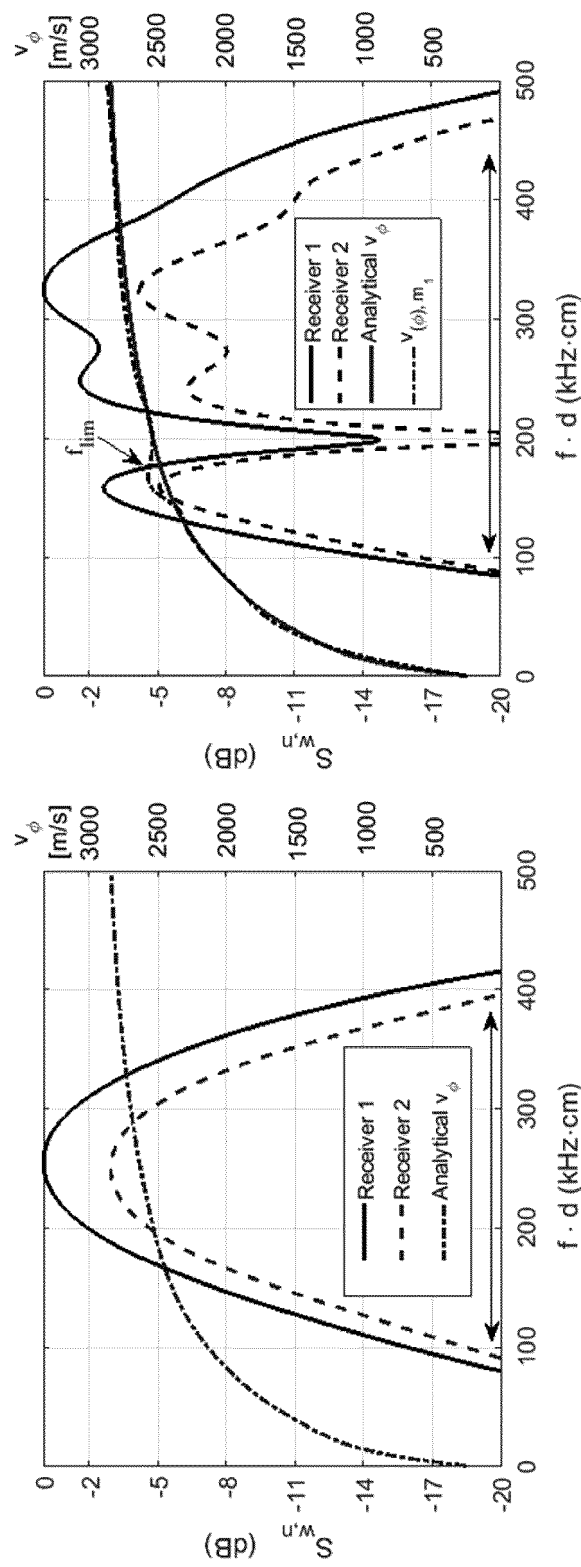 S_w,n
(dB)
0
-2
-5
-8
-11
-14
-17
-20
v_ϕ
[m/s]
3000
2500
2000
1500
1000
500
0
100
200
300
400
500
f · d (kHz·cm)
Receiver 1
Receiver 2
Analytical v_ϕ
S_w,n
(dB)
0
-2
-5
-8
-11
-14
-17
-20
v_ϕ
[m/s]
3000
2500
2000
1500
1000
500
0
100
200
300
400
500
f · d (kHz·cm)
f_lim
Receiver 1
Receiver 2
Analytical v_ϕ
v_(ϕ), m_1